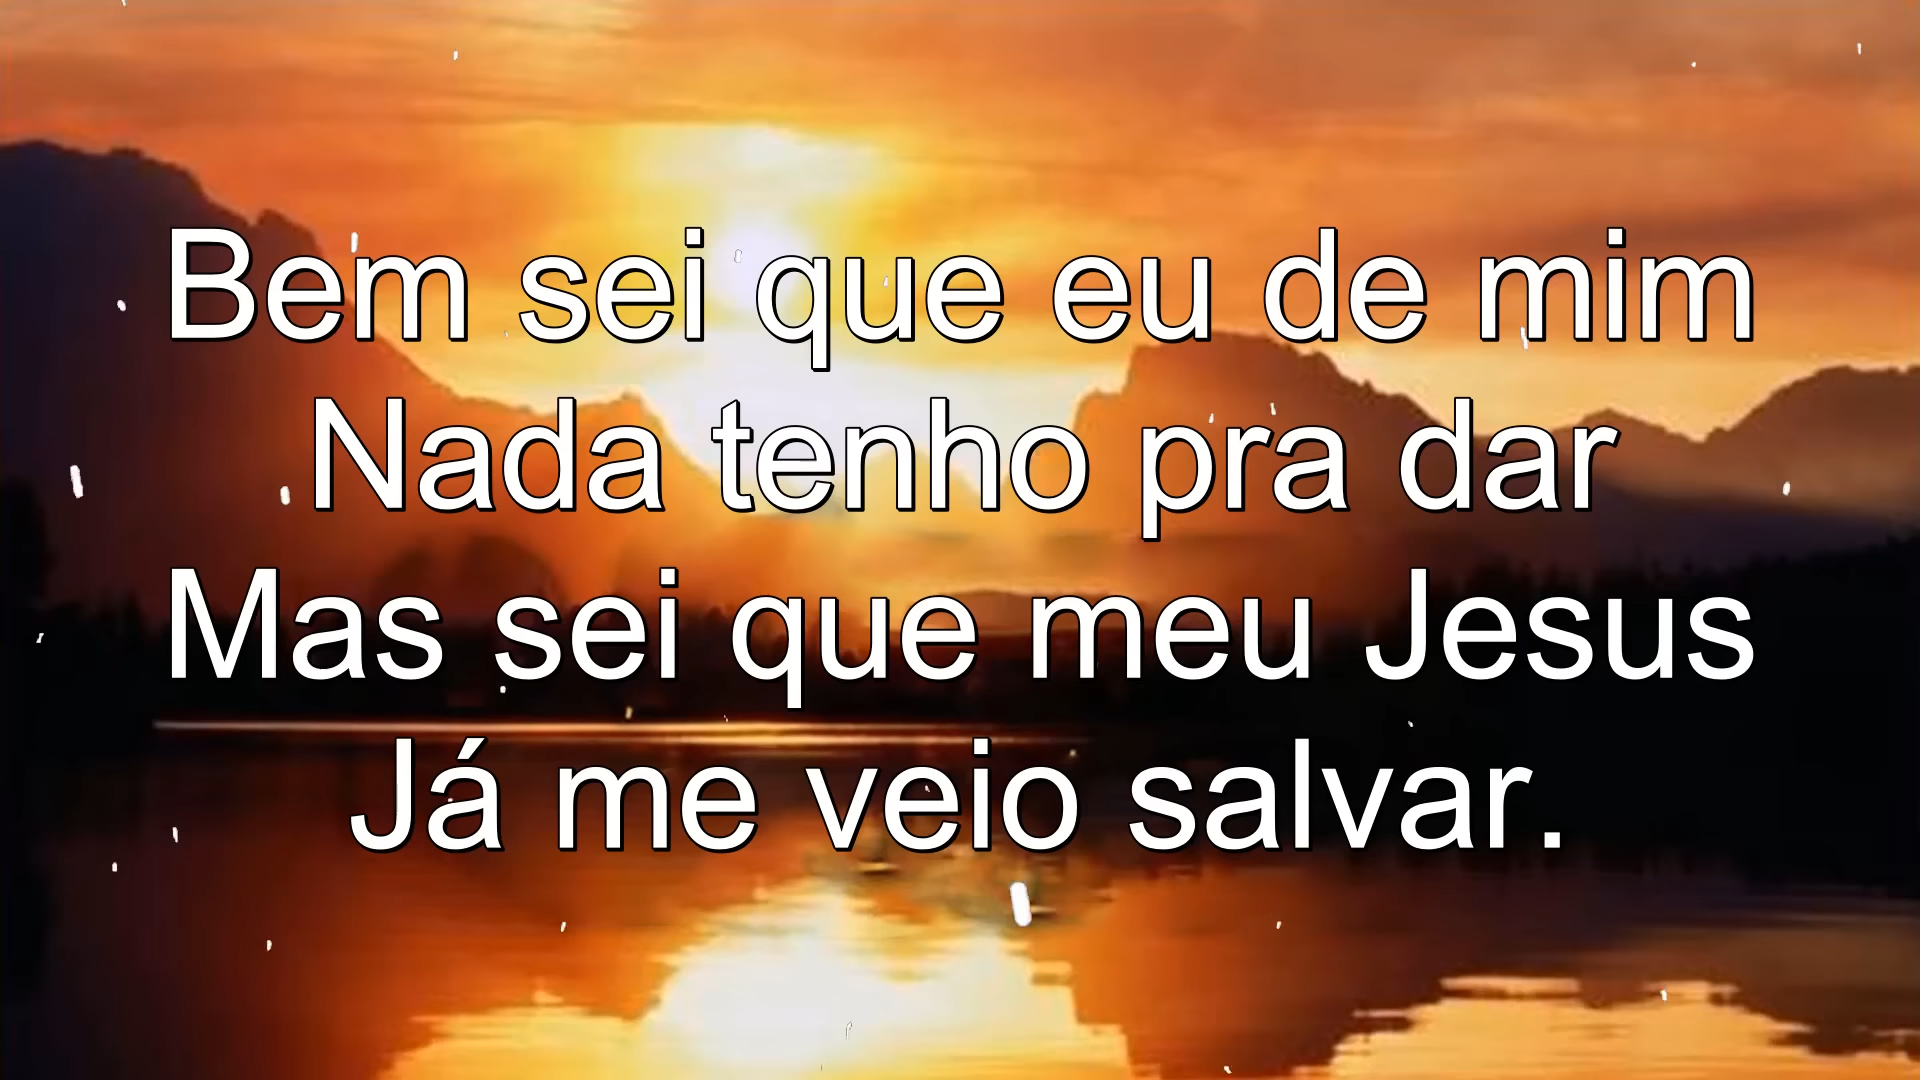 Bem sei que eu de mim
Nada tenho pra dar
Mas sei que meu Jesus
Já me veio salvar.